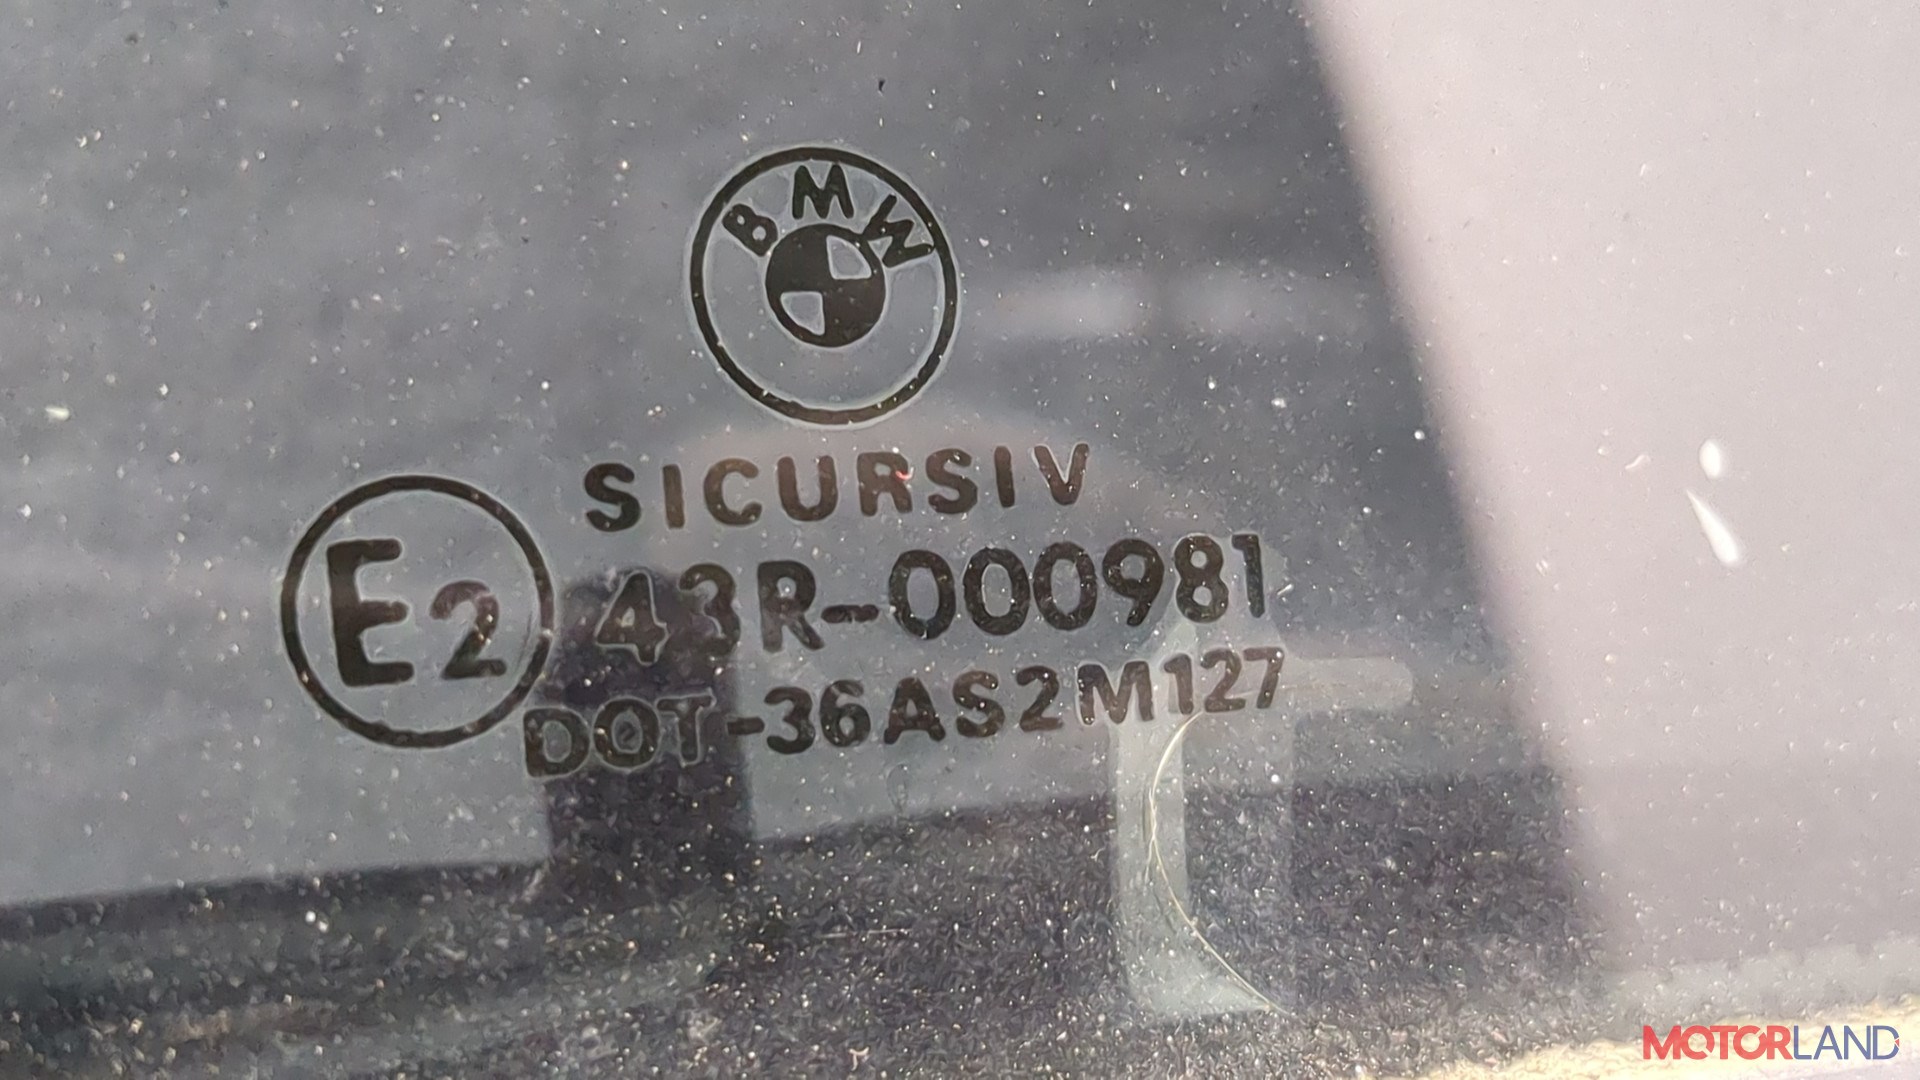 BMW
SICURSIV
E2 43R-000981
DOT-36AS2M127
MOTORLAND